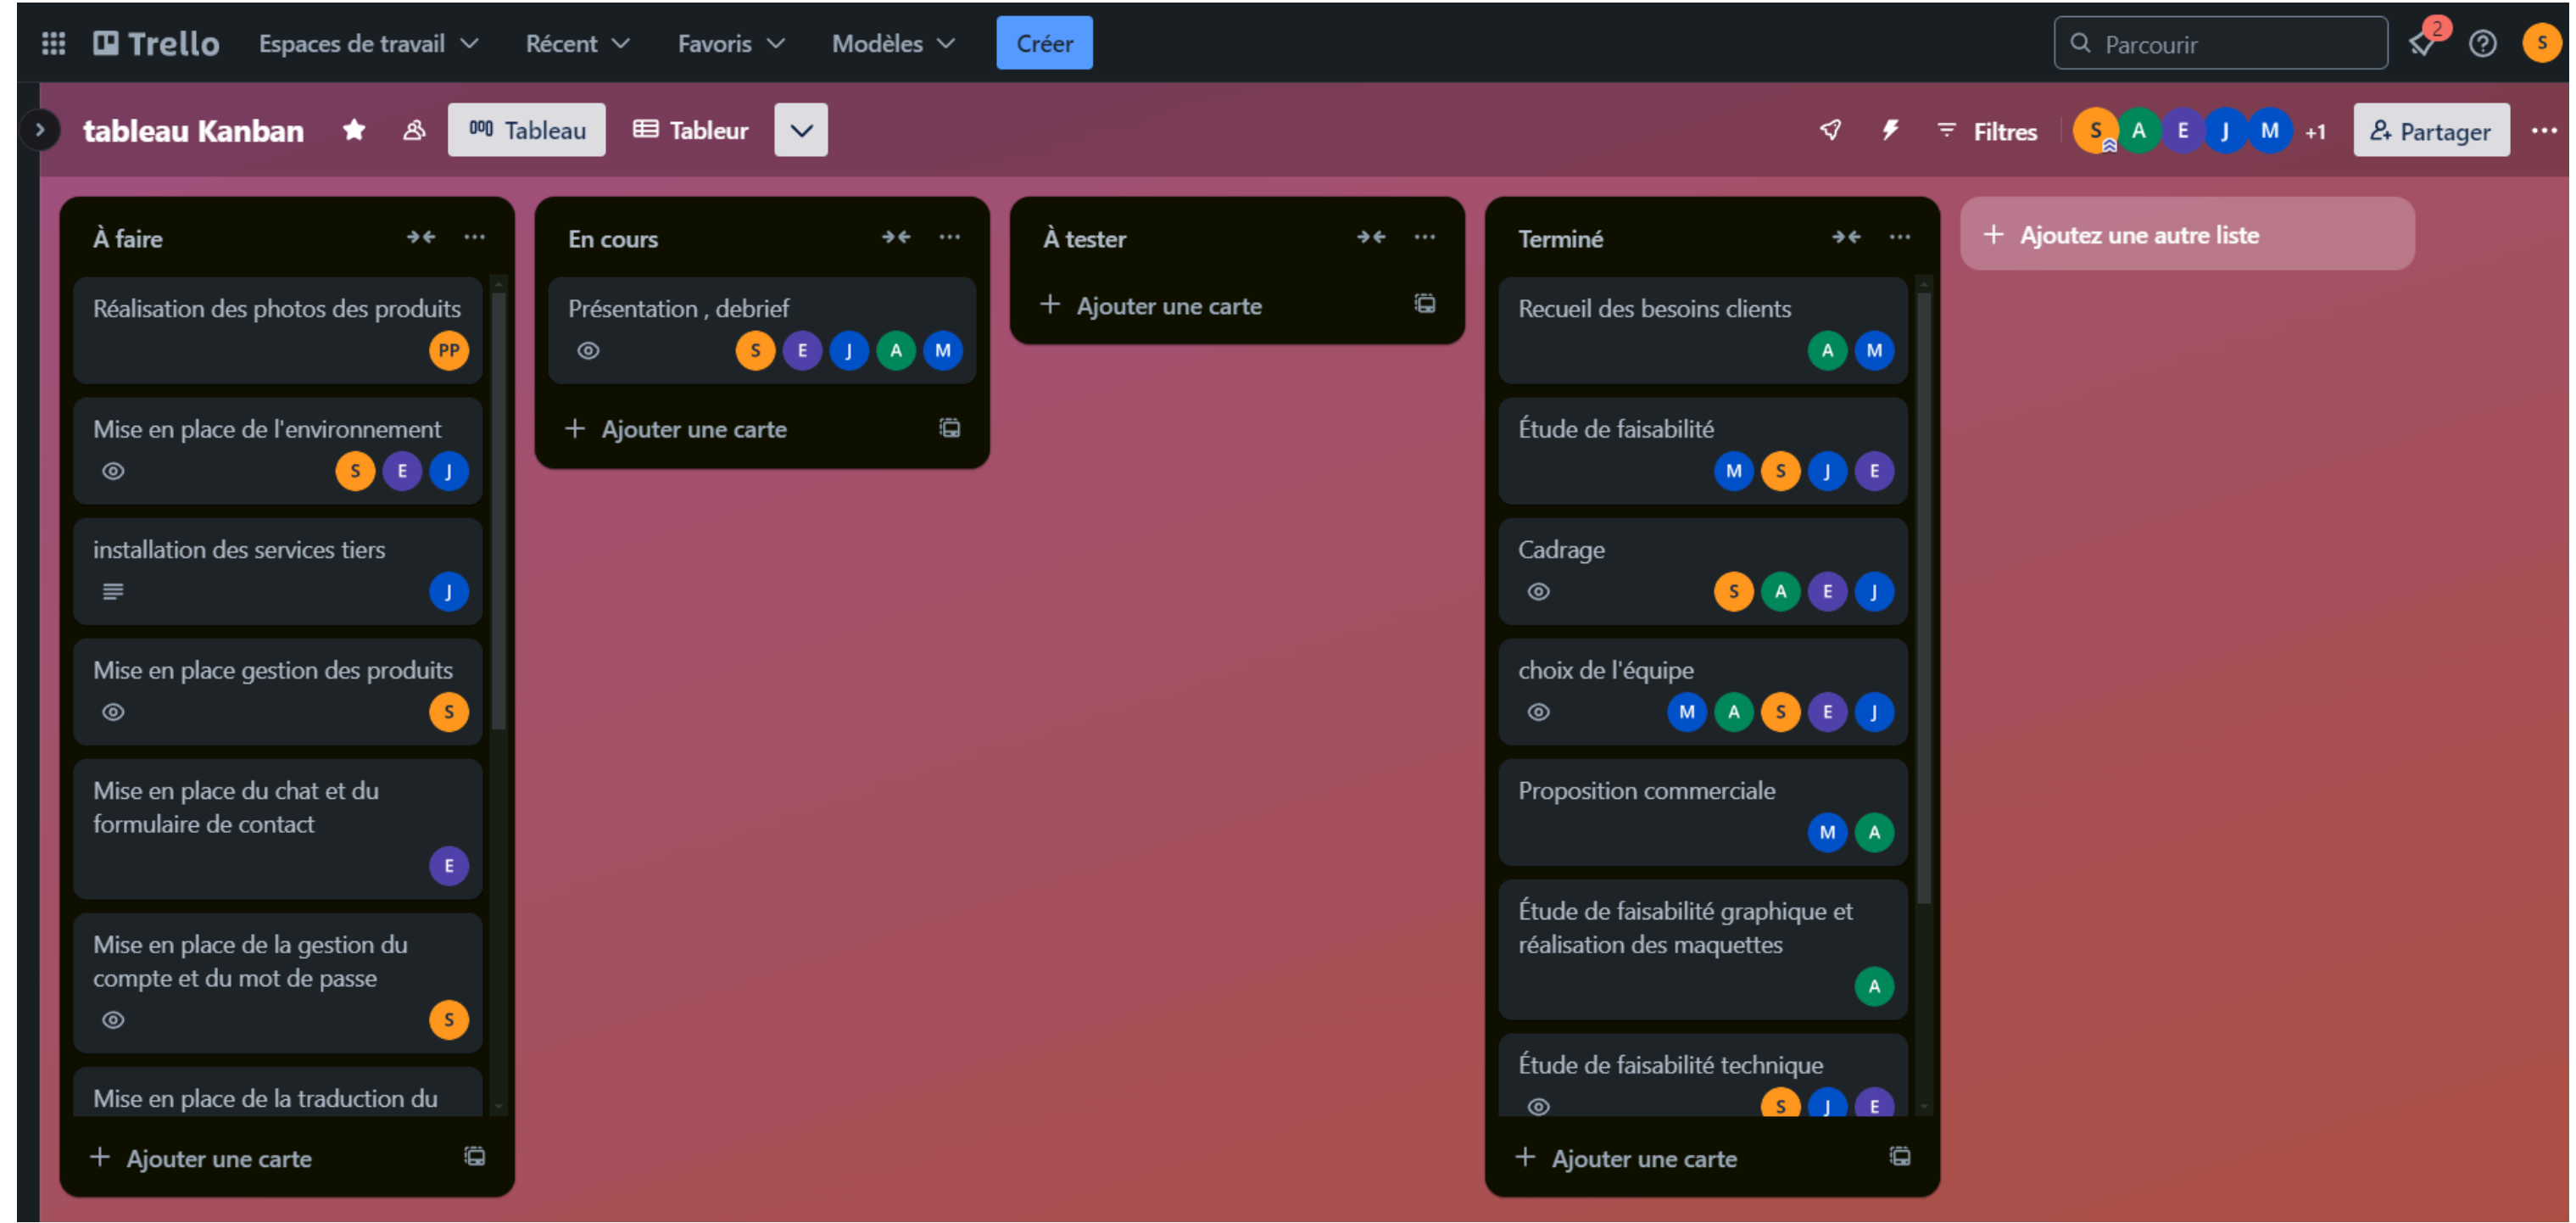 Trello Espaces de travail Récent Favoris Modèles Créer Parcourir 2 S
tableau Kanban Tableau Tableur Filtres S A E J M +1 Partager
À faire
Réalisation des photos des produits
PP
Mise en place de l'environnement
S E J
installation des services tiers
J
Mise en place gestion des produits
S
Mise en place du chat et du
formulaire de contact
E
Mise en place de la gestion du
compte et du mot de passe
S
Mise en place de la traduction du
Ajouter une carte
En cours
Présentation , debrief
S E J A M
Ajouter une carte
À tester
Ajouter une carte
Terminé
Recueil des besoins clients
A M
Étude de faisabilité
M S J E
Cadrage
S A E J
choix de l'équipe
M A S E J
Proposition commerciale
M A
Étude de faisabilité graphique et
réalisation des maquettes
A
Étude de faisabilité technique
S J E
Ajouter une carte
Ajoutez une autre liste